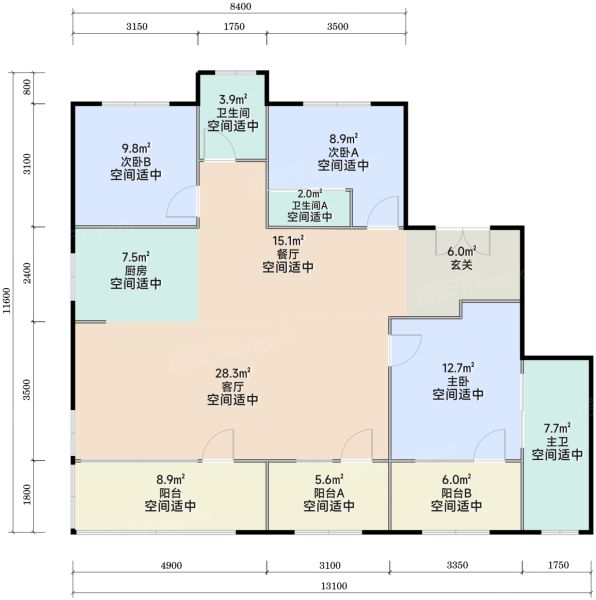 8400
3150
1750
3500
800
3100
2400
3500
1800
11600
3.9㎡
卫生间
空间适中
9.8㎡
次卧B
空间适中
8.9㎡
次卧A
空间适中
2.0㎡
卫生间A
空间适中
7.5㎡
厨房
空间适中
15.1㎡
餐厅
空间适中
6.0㎡
玄关
28.3㎡
客厅
空间适中
12.7㎡
主卧
空间适中
7.7㎡
主卫
空间适中
8.9㎡
阳台
空间适中
5.6㎡
阳台A
空间适中
6.0㎡
阳台B
空间适中
4900
3100
3350
1750
13100